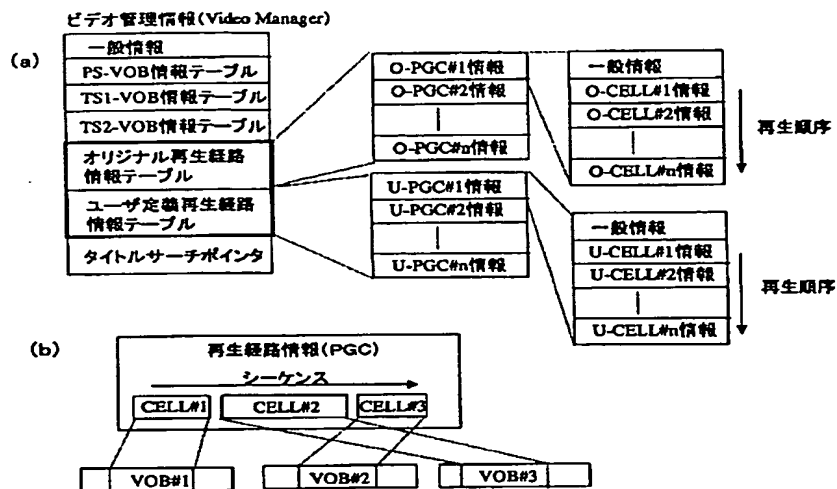 ビデオ管理情報(Video Manager)
(a)
一般情報
PS-VOB情報テーブル
TS1-VOB情報テーブル
TS2-VOB情報テーブル
オリジナル再生経路
情報テーブル
ユーザ定義再生経路
情報テーブル
タイトルサーチポインタ
O-PGC#1情報
O-PGC#2情報
O-PGC#n情報
U-PGC#1情報
U-PGC#2情報
U-PGC#n情報
一般情報
O-CELL#1情報
O-CELL#2情報
O-CELL#n情報
再生順序
一般情報
U-CELL#1情報
U-CELL#2情報
U-CELL#n情報
再生順序
(b)
再生経路情報(PGC)
シーケンス
CELL#1 CELL#2 CELL#3
VOB#1 VOB#2 VOB#3